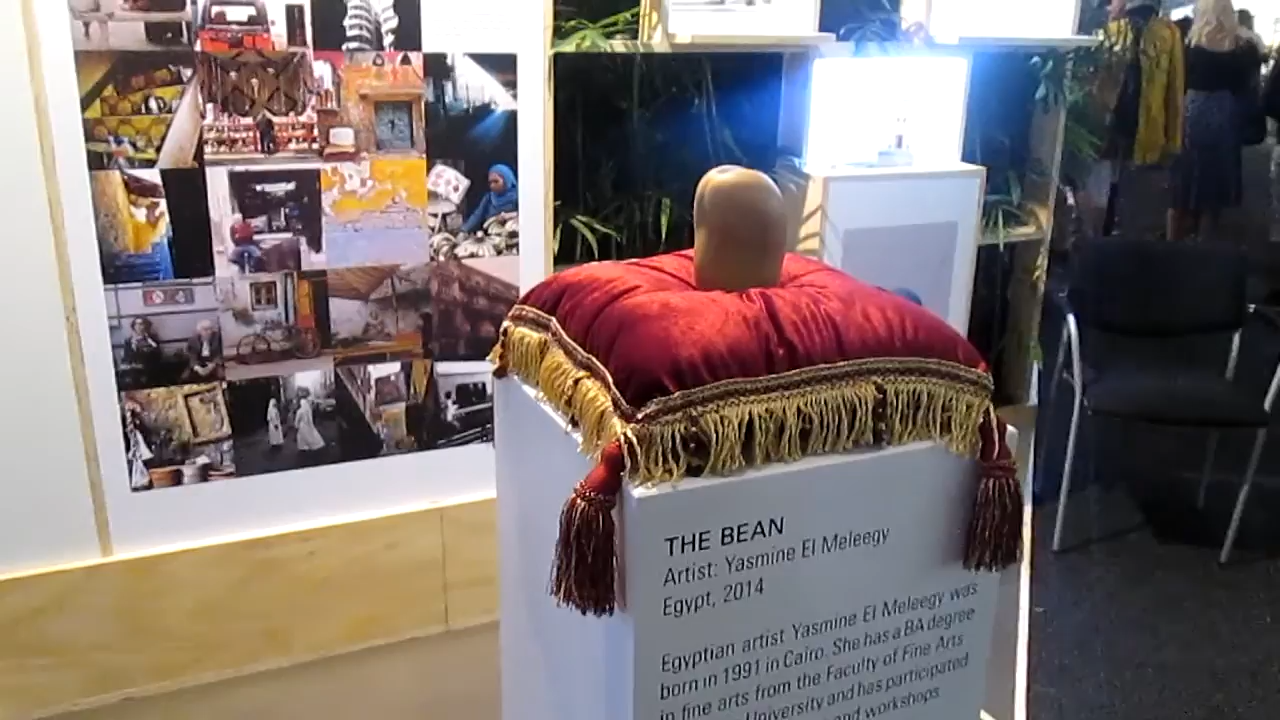 THE BEAN
Artist: Yasmine El Meleegy
Egypt, 2014
Egyptian artist Yasmine El Meleegy was
born in 1991 in Cairo. She has a BA degree
in fine arts from the Faculty of Fine Arts
University and has participated
and workshops